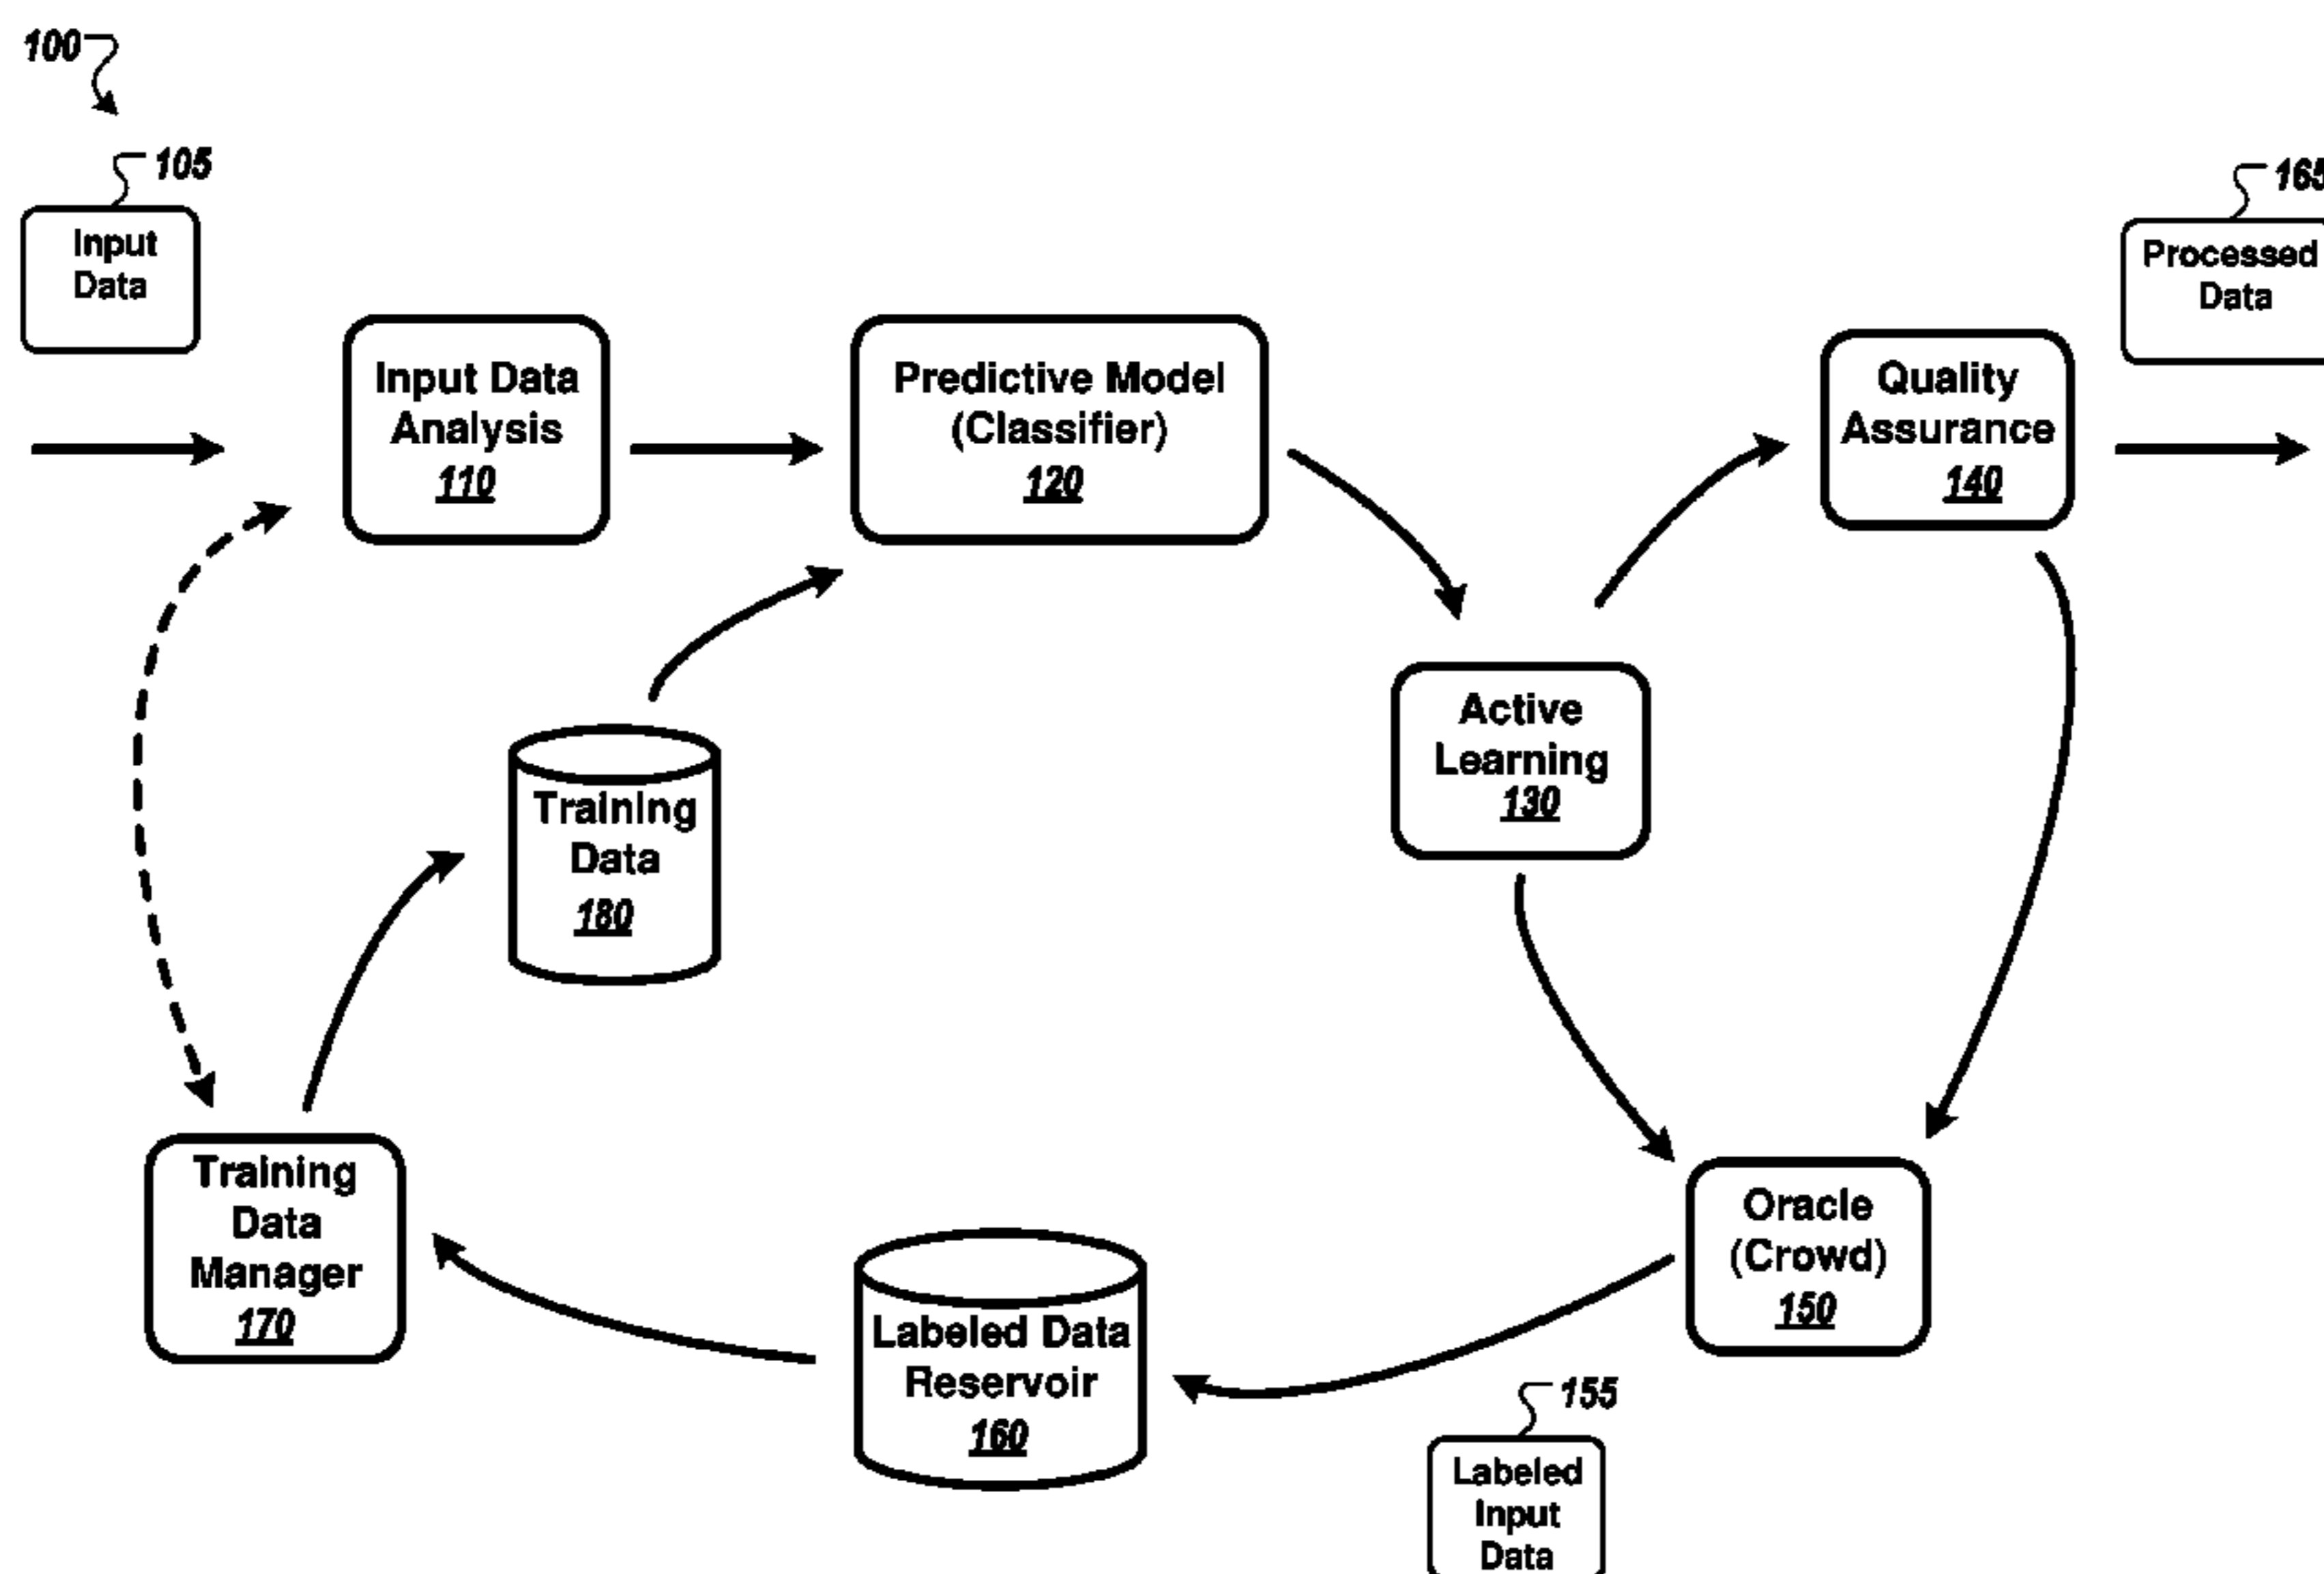 100
105
Input
Data
165
Processed
Data
Input Data
Analysis
110
Predictive Model
(Classifier)
120
Quality
Assurance
140
Active
Learning
130
Training
Data
180
Training
Data
Manager
170
Labeled Data
Reservoir
160
Oracle
(Crowd)
150
155
Labeled
Input
Data